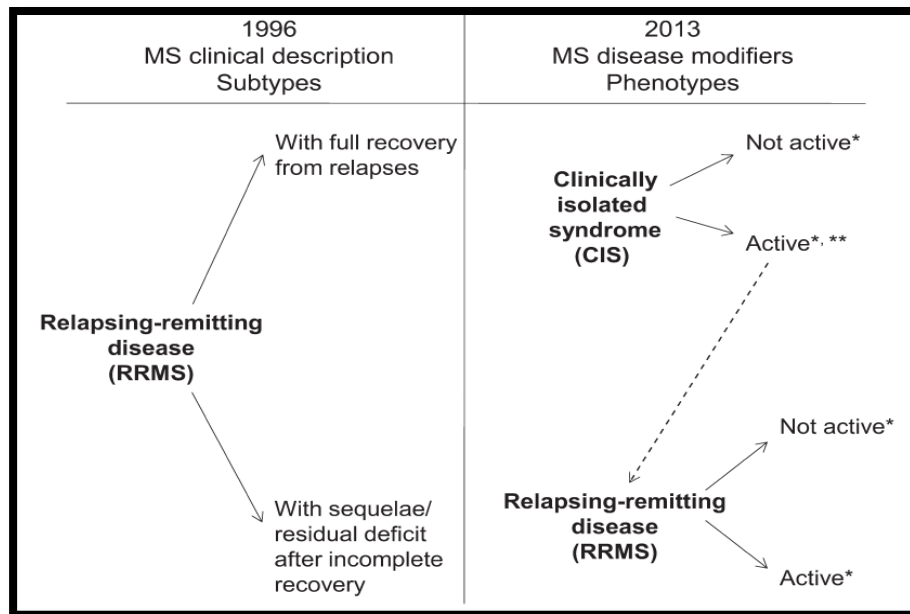 1996
MS clinical description
Subtypes
With full recovery
from relapses
Relapsing-remitting
disease
(RRMS)
With sequelae/
residual deficit
after incomplete
recovery
2013
MS disease modifiers
Phenotypes
Not active*
Clinically
isolated
syndrome
(CIS)
Active*, **
Not active*
Relapsing-remitting
disease
(RRMS)
Active*